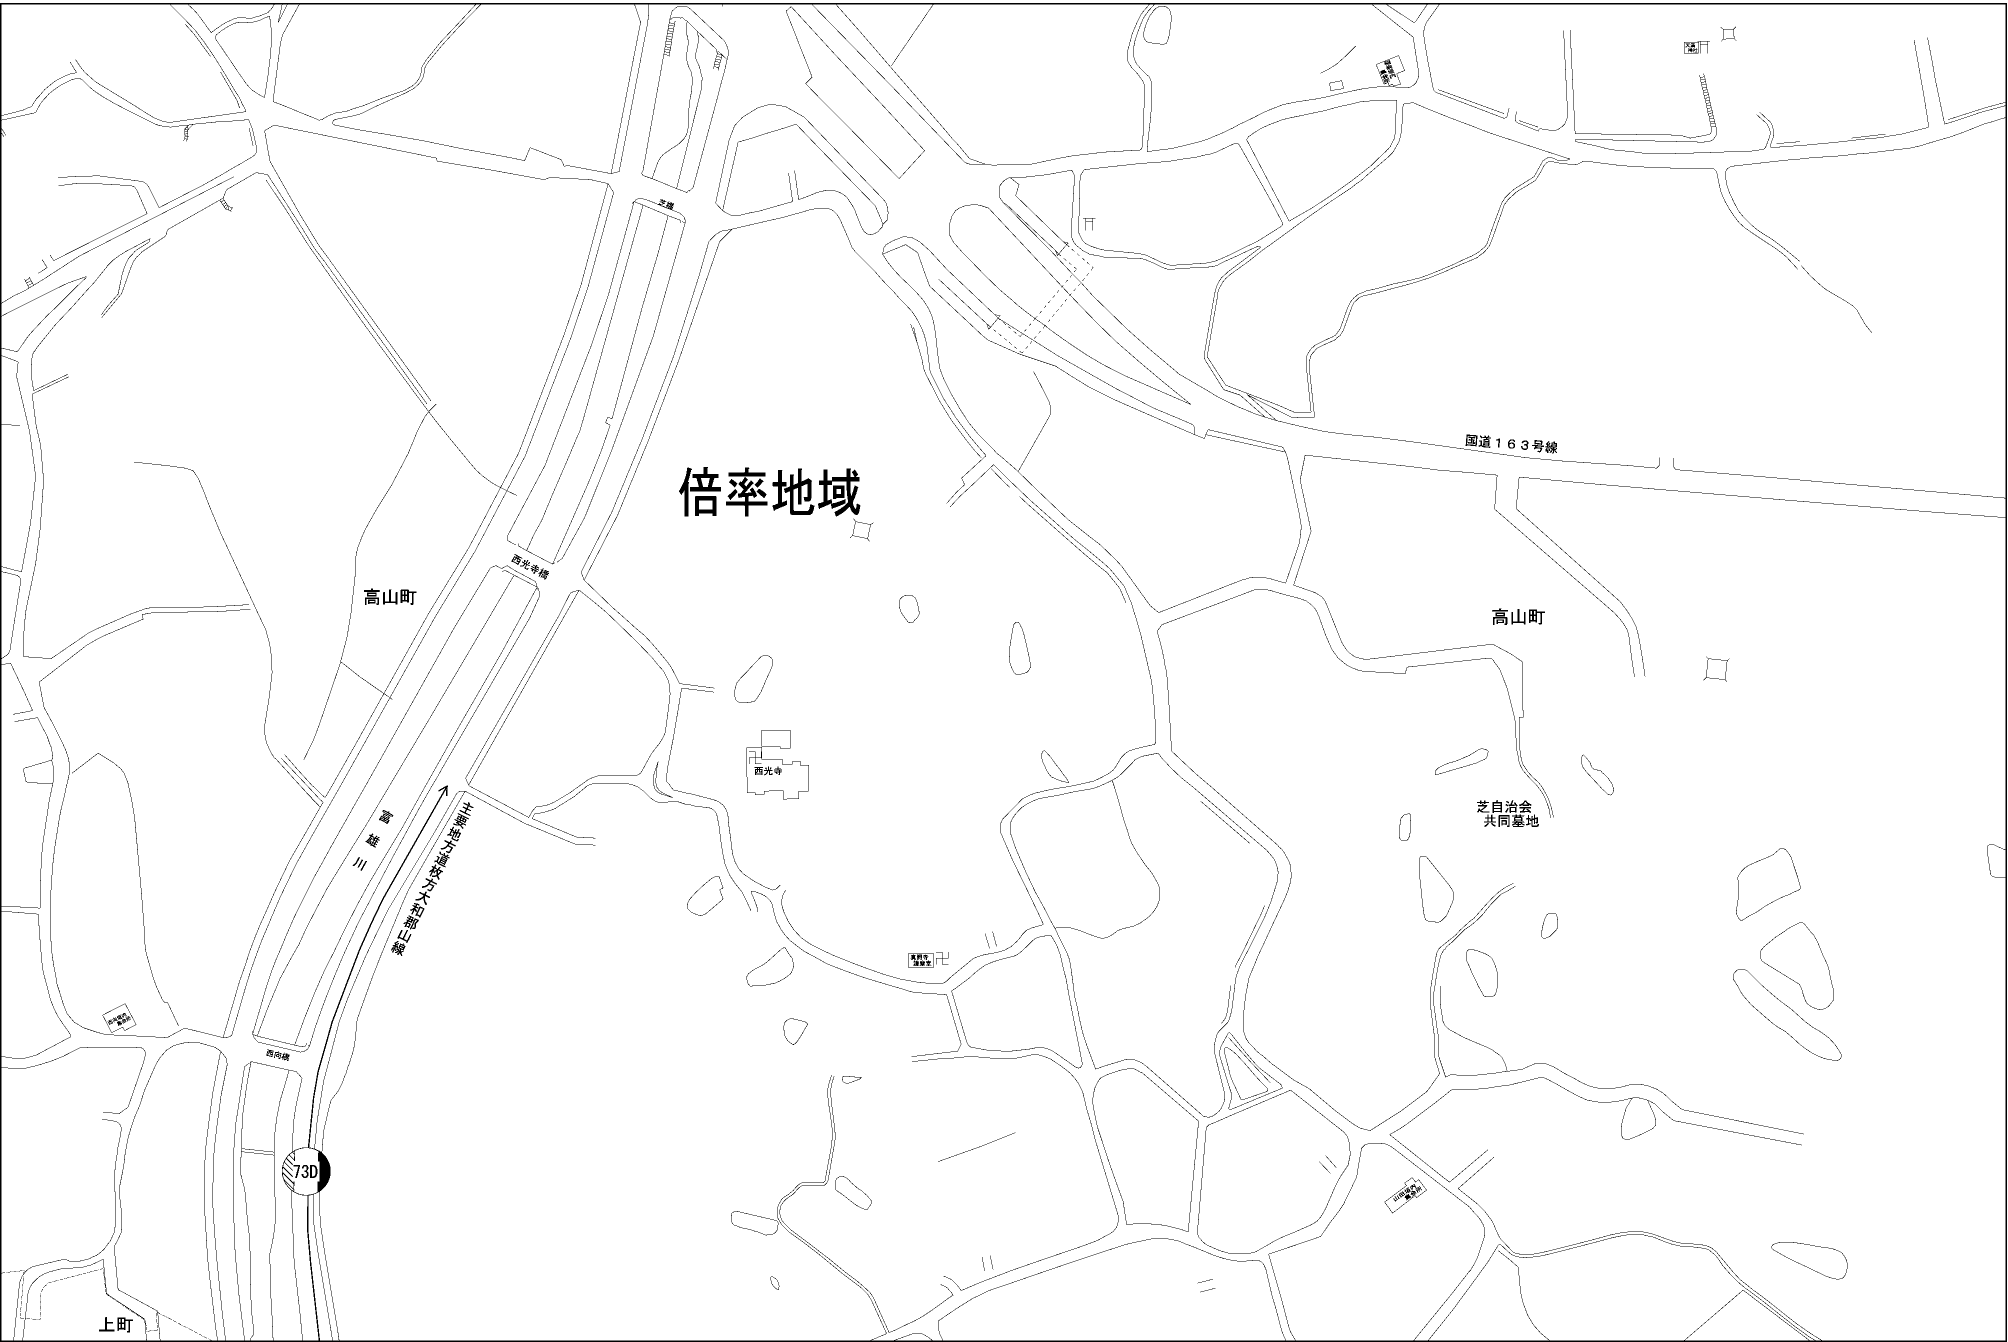 芝橋
国道163号線
倍率地域
西光寺橋
高山町
高山町
西光寺
芝自治会
共同墓地
富雄川
主要地方道枚方大和郡山線
西向橋
73D
上町